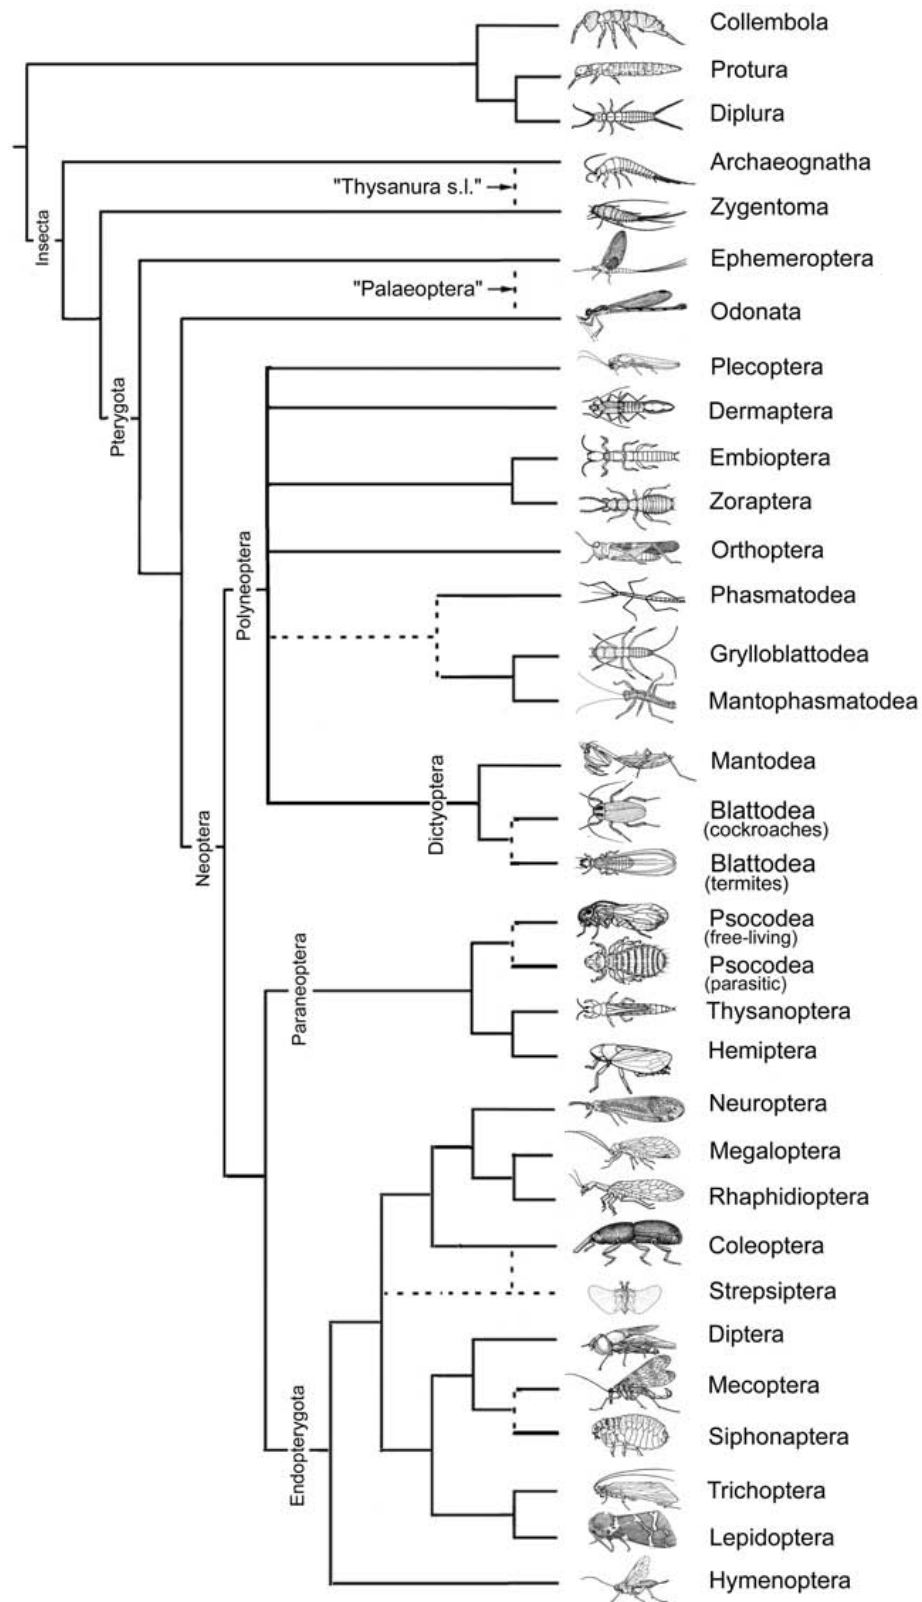 Collembola
Protura
Diplura
Archaeognatha
"Thysanura s.l."
Zygentoma
Insecta
Ephemeroptera
"Palaeoptera"
Odonata
Plecoptera
Pterygota
Dermaptera
Embioptera
Zoraptera
Orthoptera
Polyneoptera
Phasmatodea
Grylloblattodea
Mantophasmatodea
Mantodea
Dictyoptera
Blattodea
(cockroaches)
Neoptera
Blattodea
(termites)
Psocodea
(free-living)
Paraneoptera
Psocodea
(parasitic)
Thysanoptera
Hemiptera
Neuroptera
Megaloptera
Rhaphidioptera
Coleoptera
Strepsiptera
Diptera
Mecoptera
Endopterygota
Siphonaptera
Trichoptera
Lepidoptera
Hymenoptera